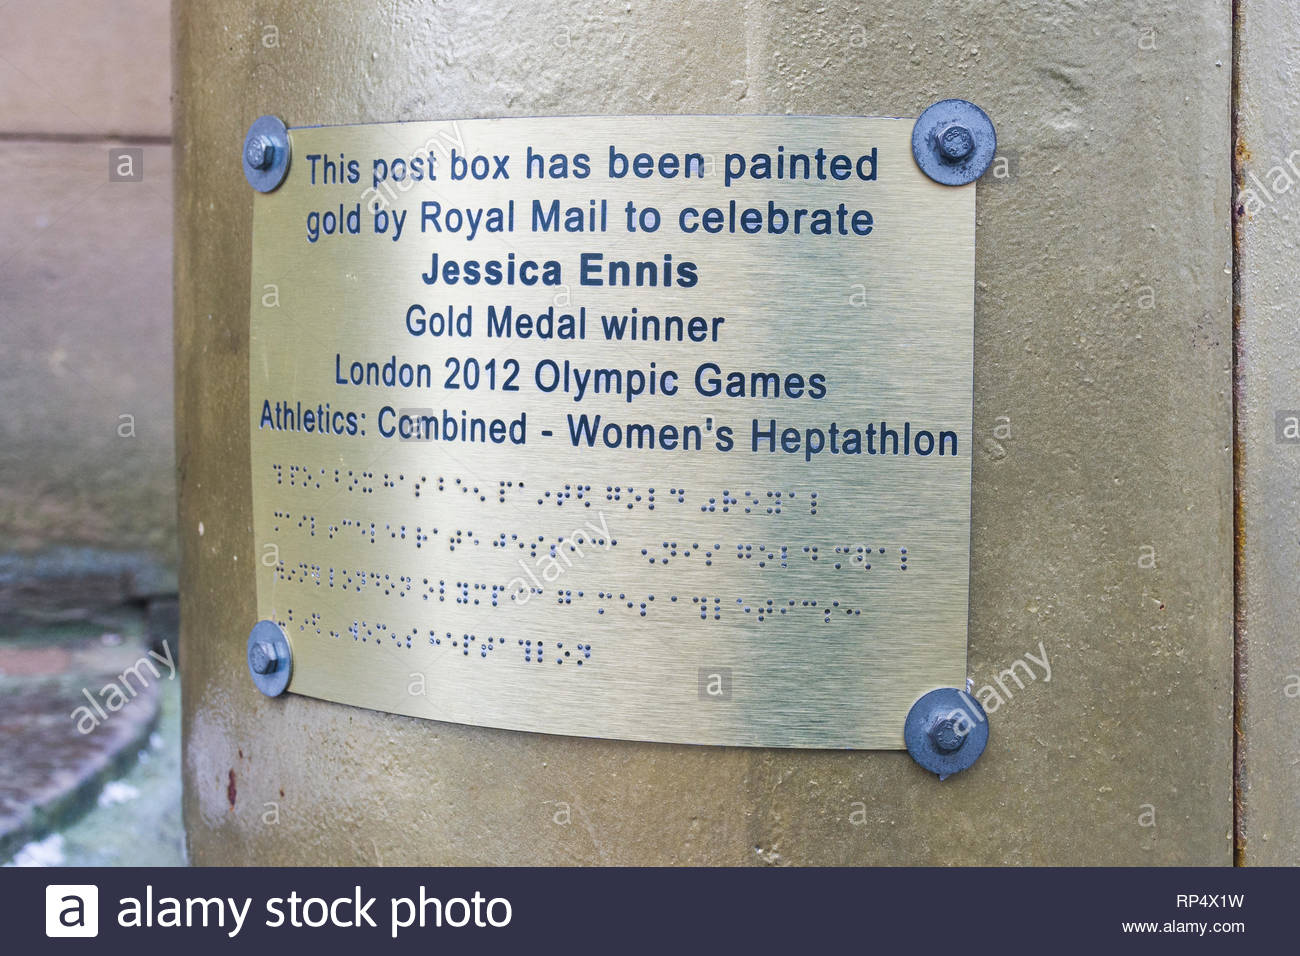 This post box has been painted
gold by Royal Mail to celebrate
Jessica Ennis
Gold Medal winner
London 2012 Olympic Games
Athletics: Combined - Women's Heptathlon
a alamy stock photo
RP4X1W
www.alamy.com